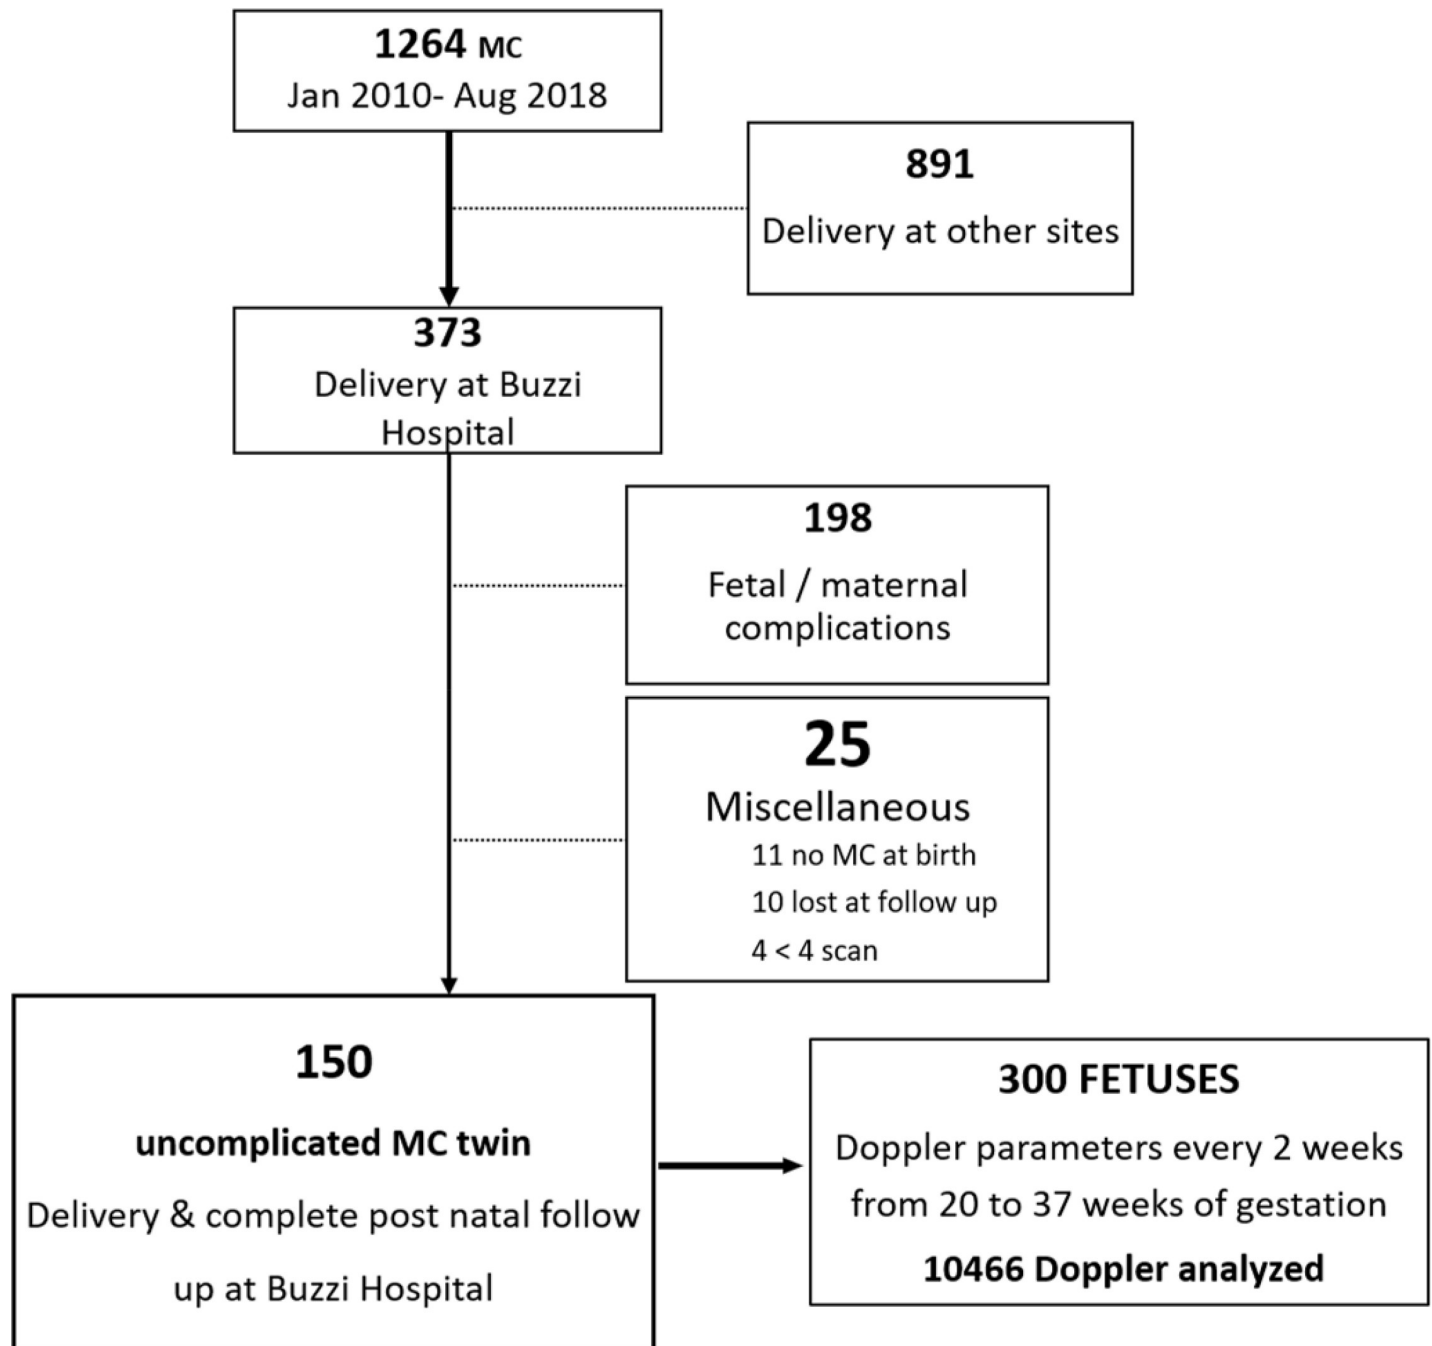 1264 MC
Jan 2010- Aug 2018
891
Delivery at other sites
373
Delivery at Buzzi
Hospital
198
Fetal / maternal
complications
25
Miscellaneous
11 no MC at birth
10 lost at follow up
4 < 4 scan
150
uncomplicated MC twin
Delivery & complete post natal follow
up at Buzzi Hospital
300 FETUSES
Doppler parameters every 2 weeks
from 20 to 37 weeks of gestation
10466 Doppler analyzed